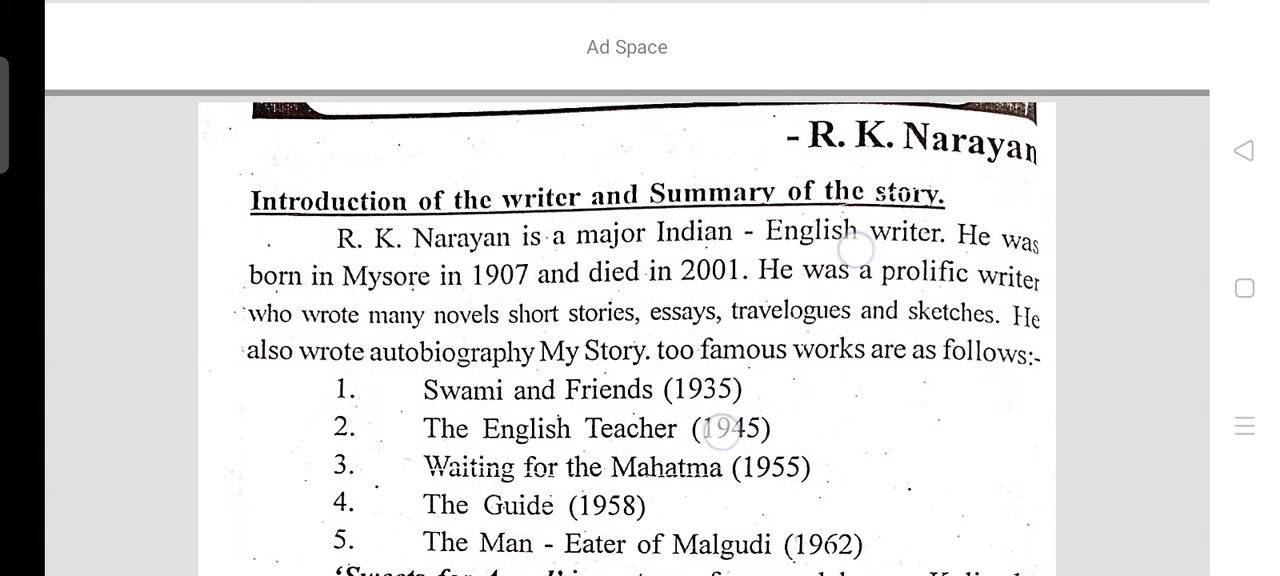 Ad Space
- R. K. Narayan
Introduction of the writer and Summary of the story.
R. K. Narayan is a major Indian - English writer. He was
born in Mysore in 1907 and died in 2001. He was a prolific writer
who wrote many novels short stories, essays, travelogues and sketches. He
also wrote autobiography My Story. too famous works are as follows:-
1. Swami and Friends (1935)
2. The English Teacher (1945)
3. Waiting for the Mahatma (1955)
4. The Guide (1958)
5. The Man - Eater of Malgudi (1962)